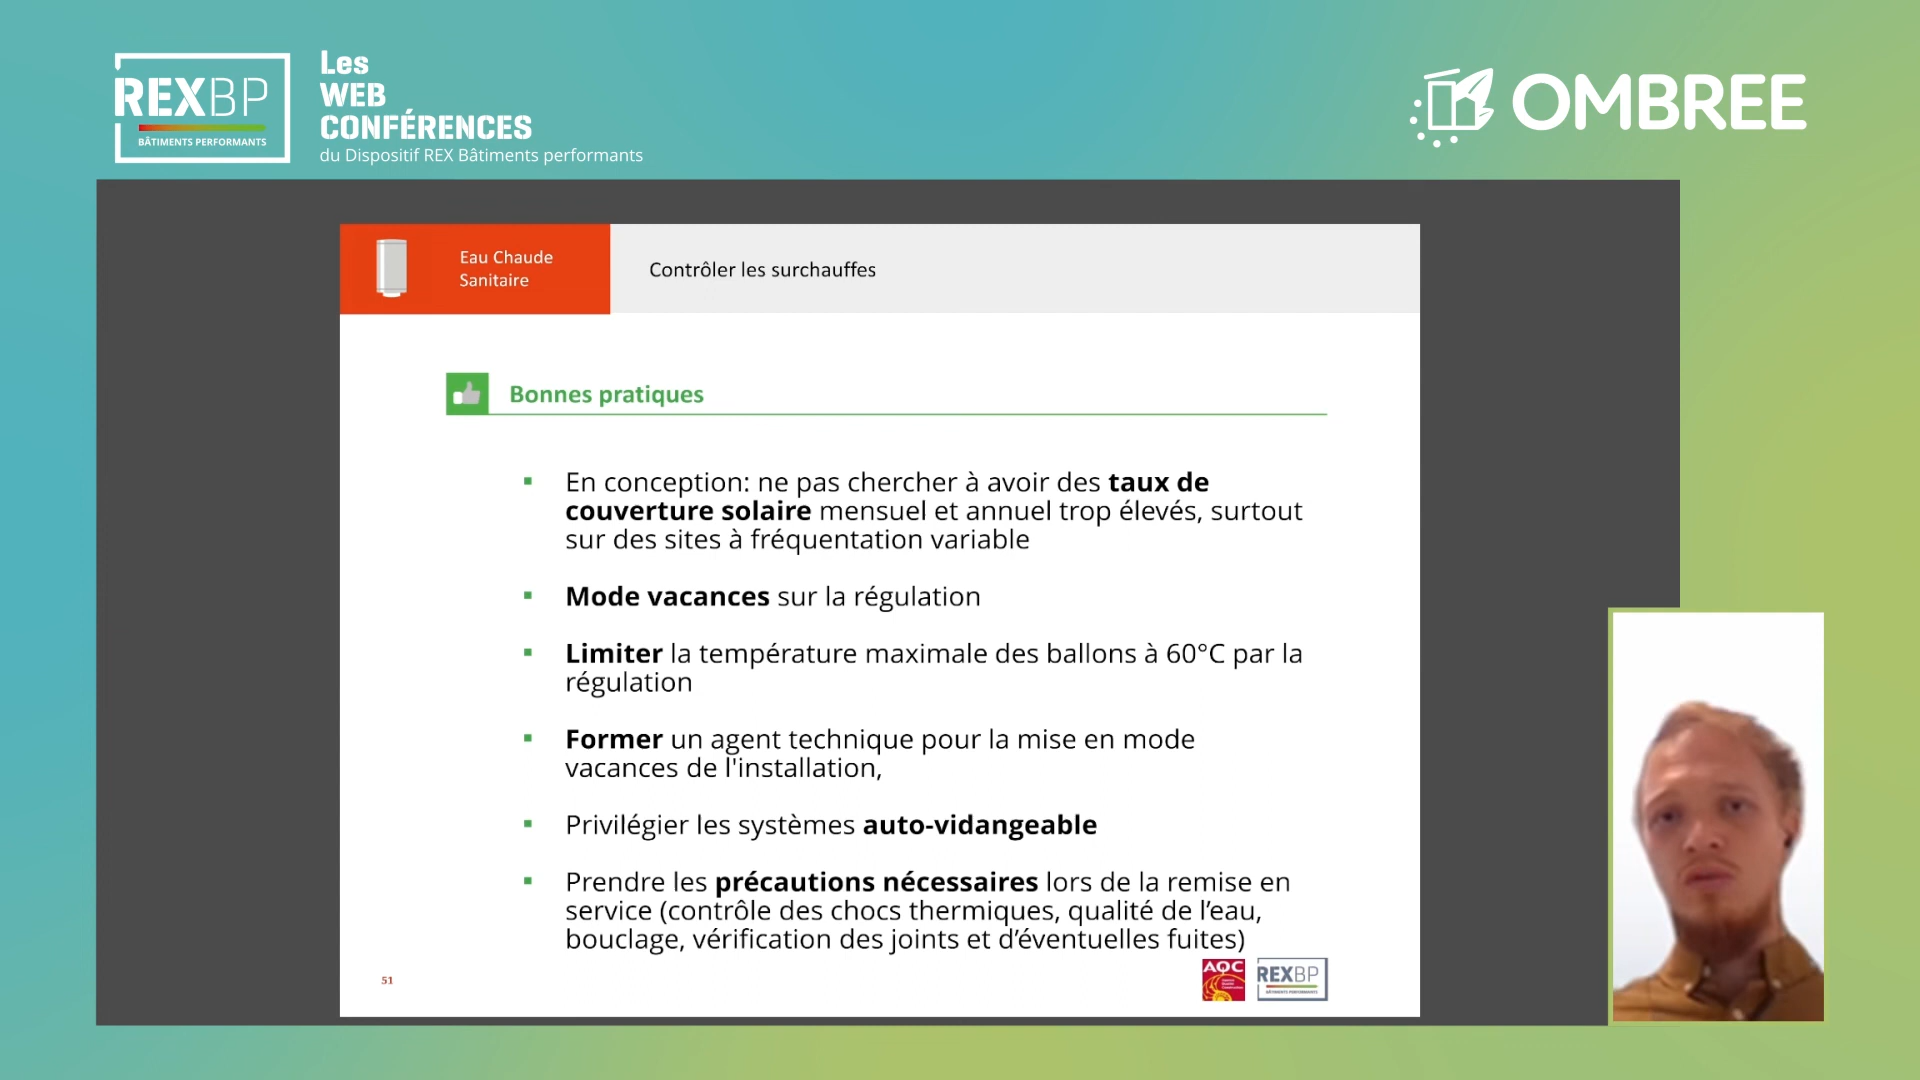 REXBP
BÂTIMENTS PERFORMANTS
Les
WEB
CONFÉRENCES
du Dispositif REX Bâtiments performants
OMBREE
Eau Chaude
Sanitaire
Contrôler les surchauffes
Bonnes pratiques
En conception: ne pas chercher à avoir des taux de
couverture solaire mensuel et annuel trop élevés, surtout
sur des sites à fréquentation variable
Mode vacances sur la régulation
Limiter la température maximale des ballons à 60°C par la
régulation
Former un agent technique pour la mise en mode
vacances de l'installation,
Privilégier les systèmes auto-vidangeable
Prendre les précautions nécessaires lors de la remise en
service (contrôle des chocs thermiques, qualité de l’eau,
bouclage, vérification des joints et d’éventuelles fuites)
51
AQC
REXBP
BÂTIMENTS PERFORMANTS